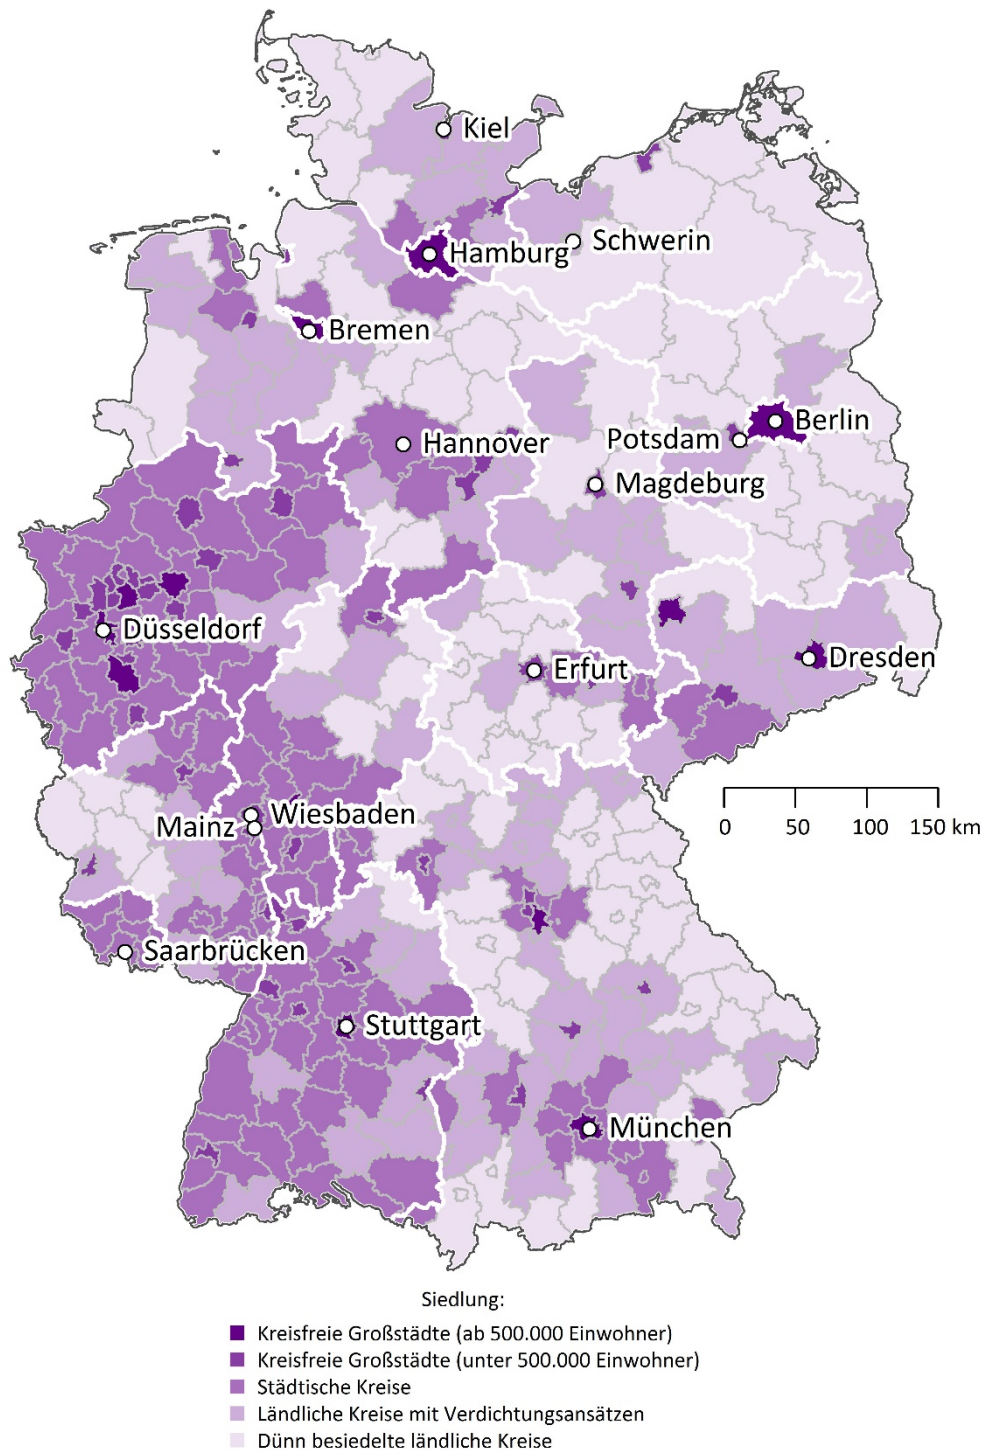 Kiel
Schwerin
Hamburg
Bremen
Berlin
Potsdam
Hannover
Magdeburg
Düsseldorf
Dresden
Erfurt
0 50 100 150 km
Wiesbaden
Mainz
Saarbrücken
Stuttgart
München
Siedlung:
Kreisfreie Großstädte (ab 500.000 Einwohner)
Kreisfreie Großstädte (unter 500.000 Einwohner)
Städtische Kreise
Ländliche Kreise mit Verdichtungsansätzen
Dünn besiedelte ländliche Kreise